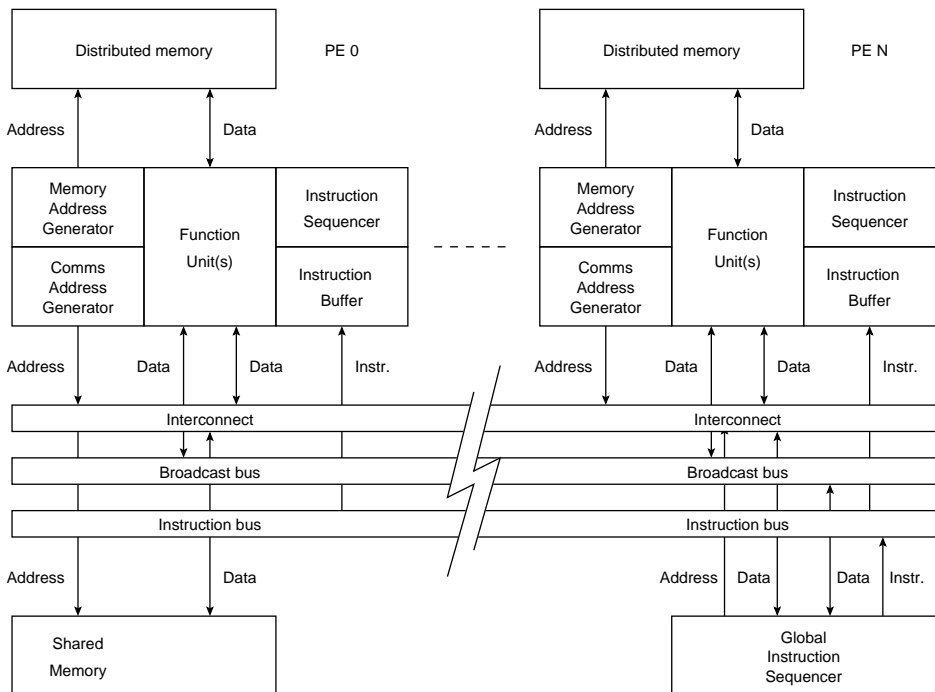 Distributed memory
PE 0
Distributed memory
PE N
Address
Data
Address
Data
Memory
Address
Generator
Function
Unit(s)
Instruction
Sequencer
Comms
Address
Generator
Instruction
Buffer
Memory
Address
Generator
Function
Unit(s)
Instruction
Sequencer
Comms
Address
Generator
Instruction
Buffer
Address
Data
Data
Instr.
Address
Data
Data
Instr.
Interconnect
Interconnect
Broadcast bus
Broadcast bus
Instruction bus
Instruction bus
Address
Data
Address
Data
Data
Instr.
Shared
Memory
Global
Instruction
Sequencer